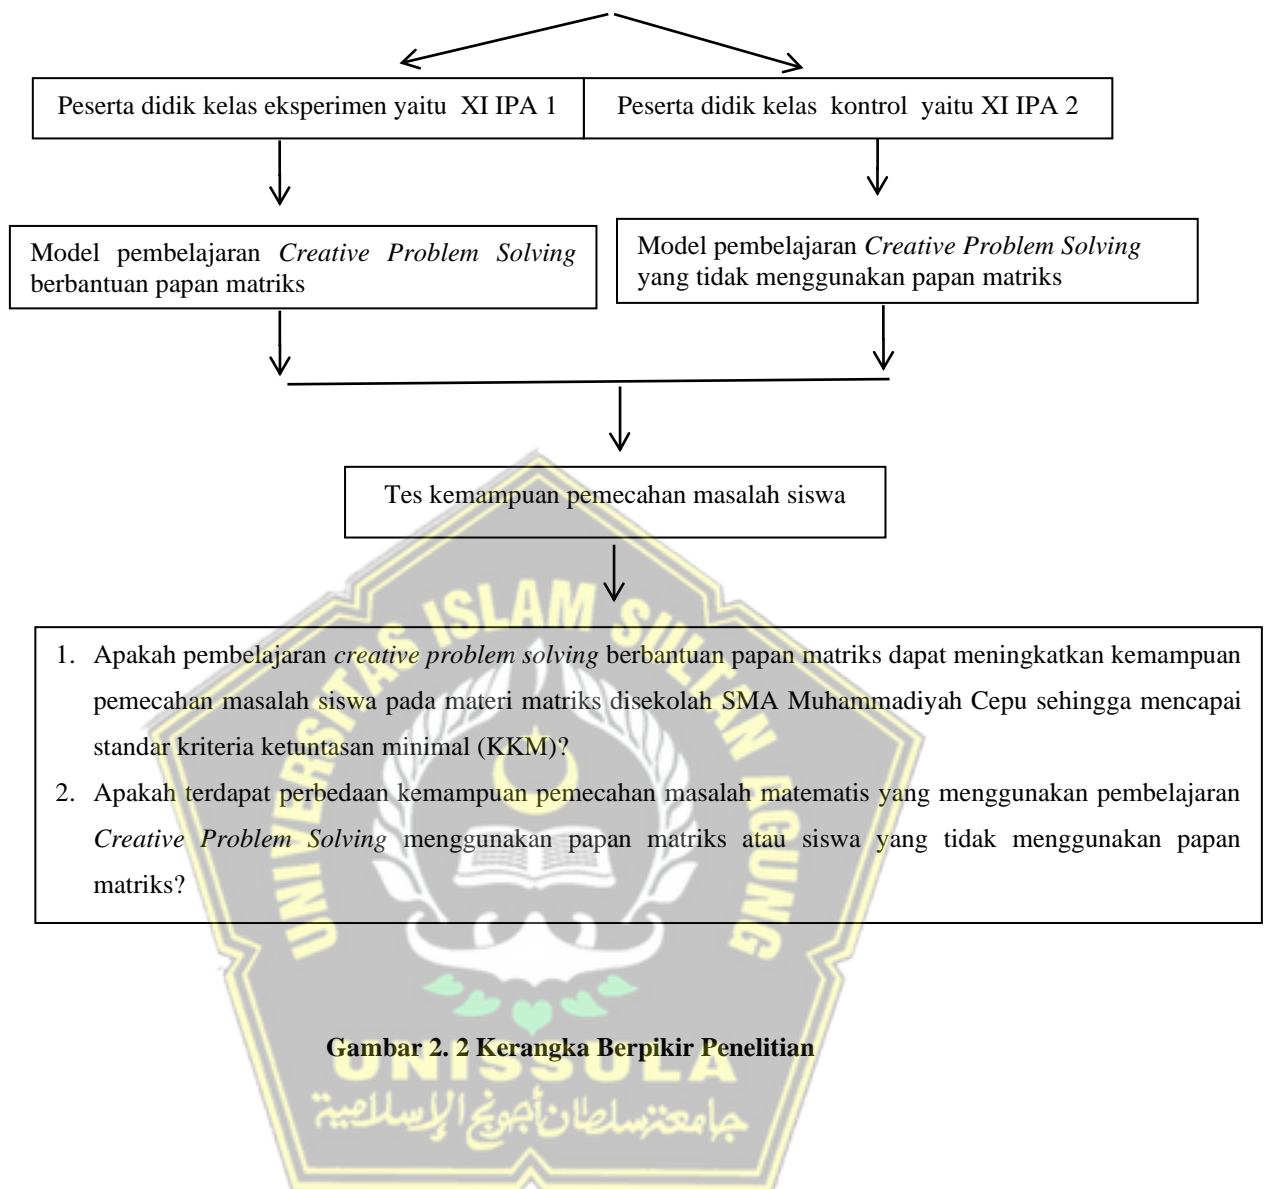 Peserta didik kelas eksperimen yaitu XI IPA 1
Peserta didik kelas kontrol yaitu XI IPA 2
Model pembelajaran Creative Problem Solving
berbantuan papan matriks
Model pembelajaran Creative Problem Solving
yang tidak menggunakan papan matriks
Tes kemampuan pemecahan masalah siswa
1. Apakah pembelajaran creative problem solving berbantuan papan matriks dapat meningkatkan kemampuan
pemecahan masalah siswa pada materi matriks disekolah SMA Muhammadiyah Cepu sehingga mencapai
standar kriteria ketuntasan minimal (KKM)?
2. Apakah terdapat perbedaan kemampuan pemecahan masalah matematis yang menggunakan pembelajaran
Creative Problem Solving menggunakan papan matriks atau siswa yang tidak menggunakan papan
matriks?
UNIVERSITAS ISLAM SULTAN AGUNG
Gambar 2. 2 Kerangka Berpikir Penelitian
UNISSULA
جامعة سلطان أجونج الإسلامية